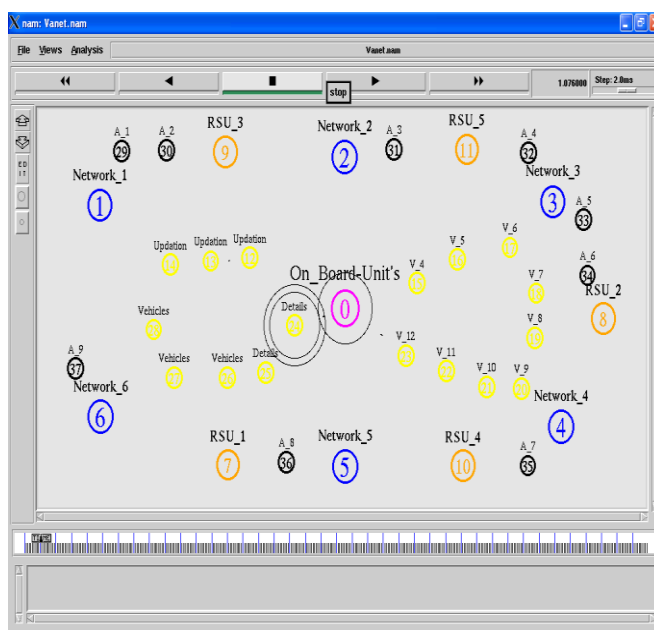 nam: Vanet.nam
File Views Analysis Vanet.nam
stop
1.076000 Step: 2.0ms
RSU_3 Network_2 RSU_5
A_1 A_2 A_3 A_4
29 30 9 2 31 11 32
Network_1 Network_3
1 3 A_5
33
Updation Updation Updation V_4 V_5 V_6
A_6
34
On_Board-Unit's
V_7
RSU_2
Details 0 8
Vehicles V_12 V_8
A_9 Vehicles Vehicles Details V_11 V_10 V_9
37
Network_6 Network_4
6 4
RSU_1 A_8 Network_5 RSU_4 A_7
7 36 5 10 35
E D
I T